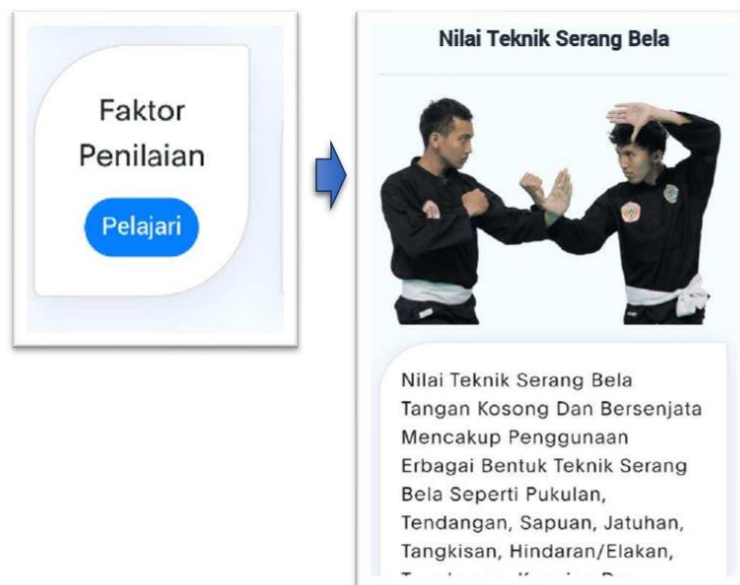 Faktor
Penilaian
Pelajari
Nilai Teknik Serang Bela
Nilai Teknik Serang Bela
Tangan Kosong Dan Bersenjata
Mencakup Penggunaan
Erbagai Bentuk Teknik Serang
Bela Seperti Pukulan,
Tendangan, Sapuan, Jatuhan,
Tangkisan, Hindaran/Elakan,